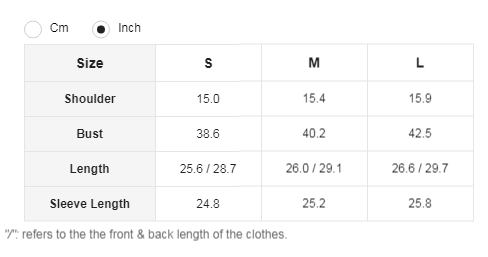 Cm Inch
Size S M L
Shoulder 15.0 15.4 15.9
Bust 38.6 40.2 42.5
Length 25.6 / 28.7 26.0 / 29.1 26.6 / 29.7
Sleeve Length 24.8 25.2 25.8
"/": refers to the the front & back length of the clothes.